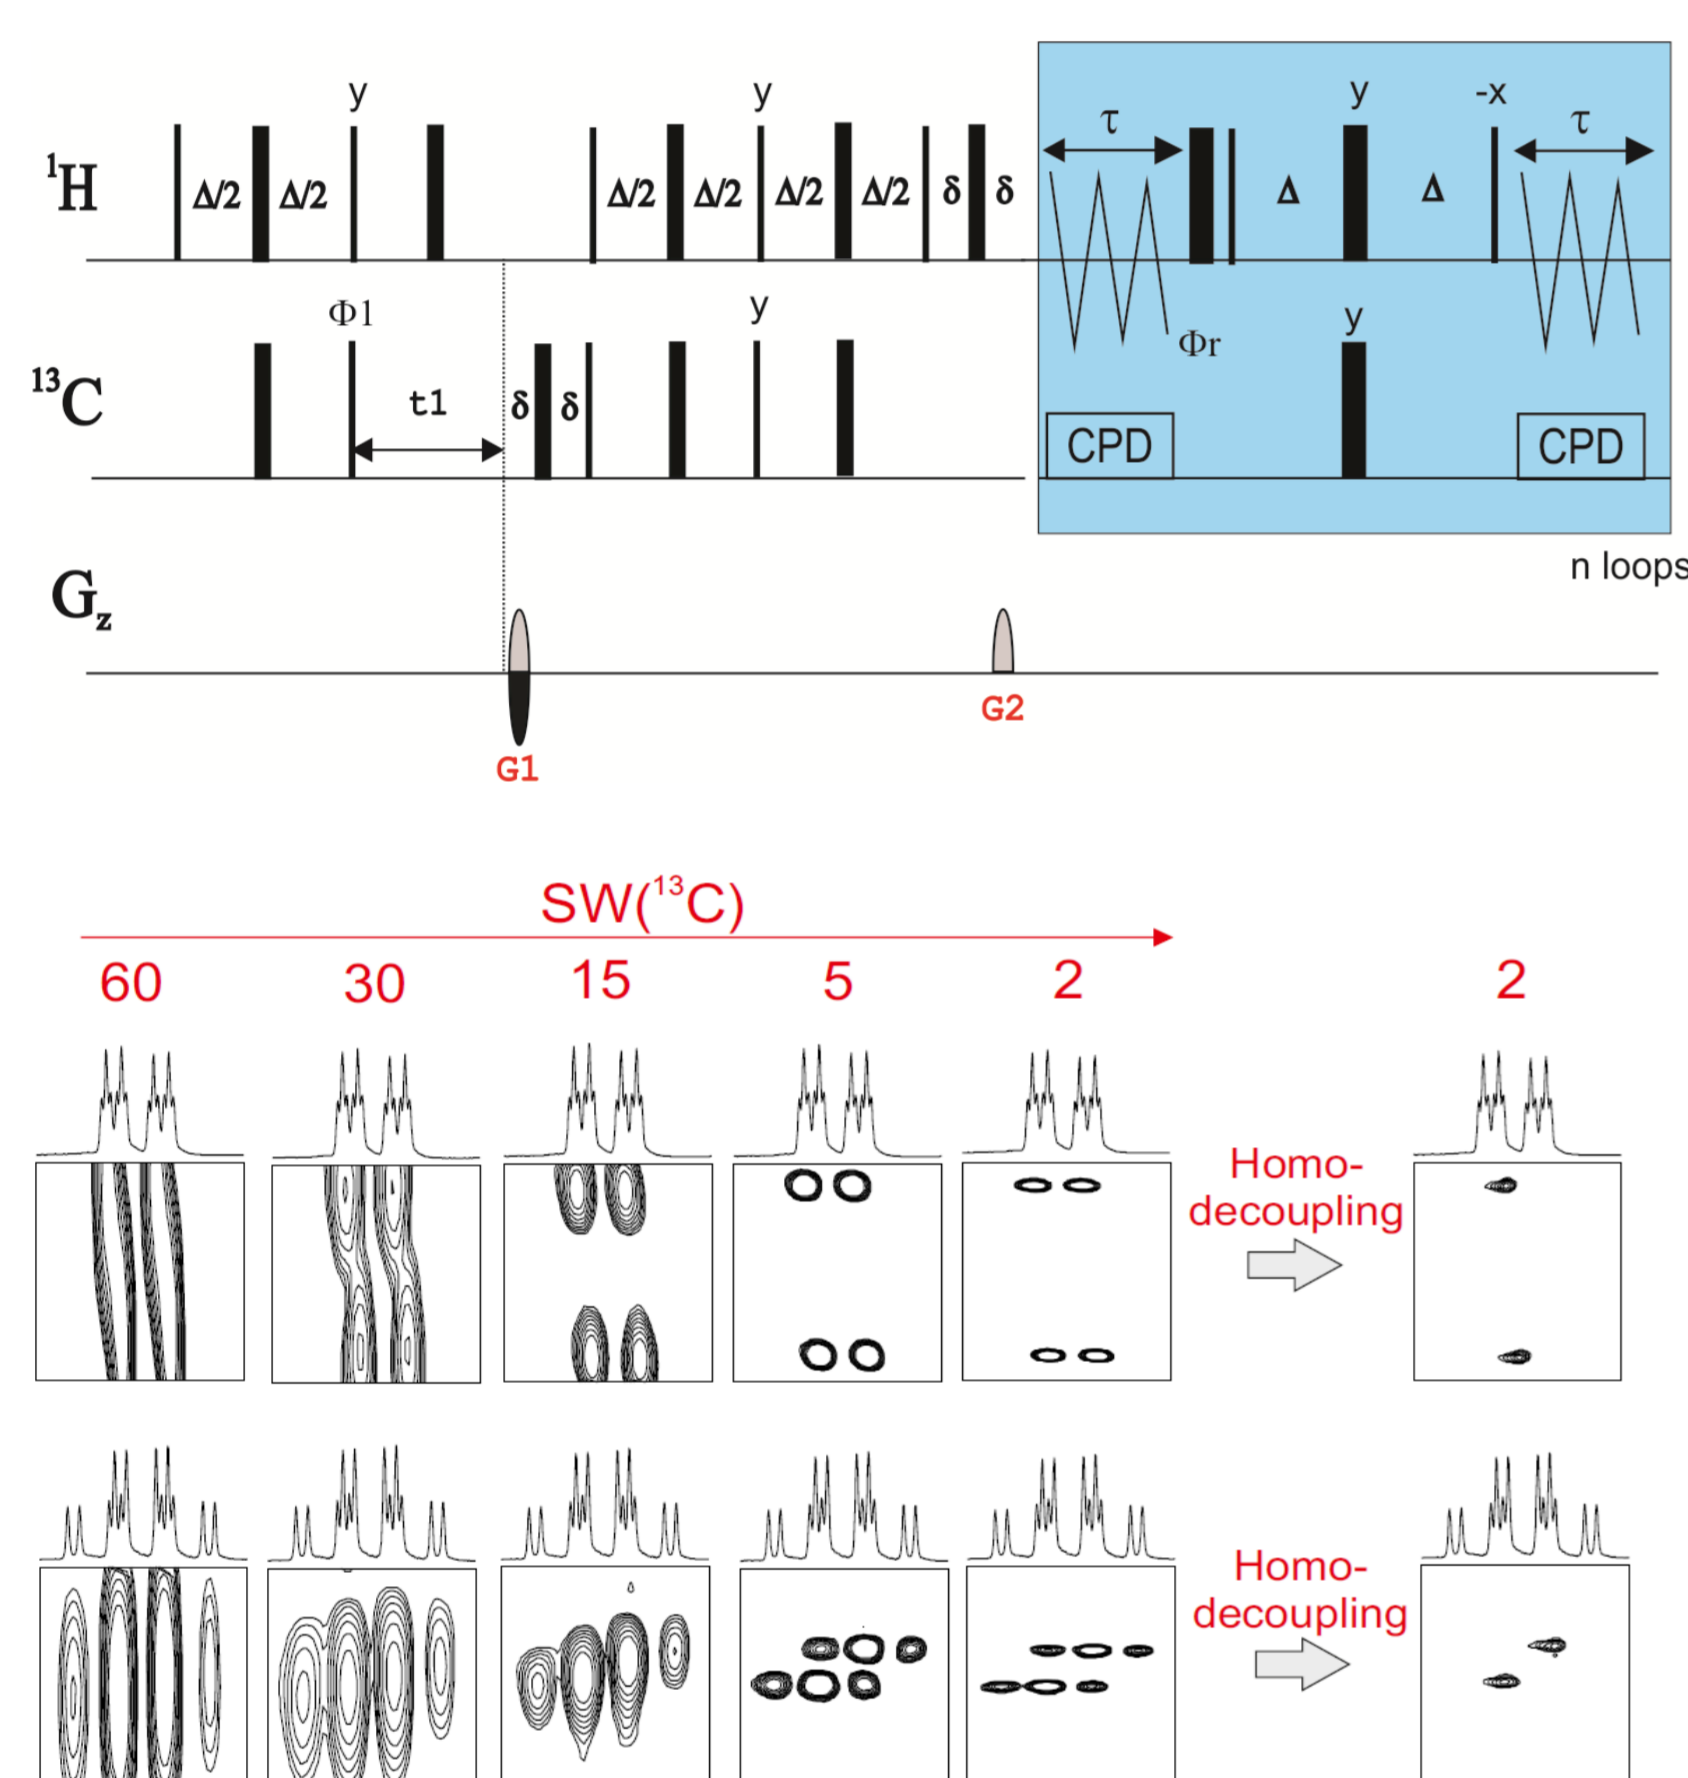 y y y -x
τ τ
¹H Δ/2 Δ/2 Δ/2 Δ/2 Δ/2 Δ/2 δ δ Δ Δ
Φ1 y y
Φr
¹³C t1 δ δ CPD CPD
n loops
Gz
G2
G1
SW(¹³C)
60 30 15 5 2 2
Homo-
decoupling
Homo-
decoupling